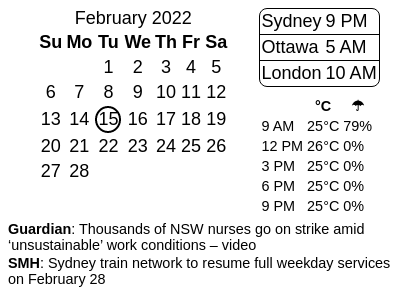 February 2022
Su Mo Tu We Th Fr Sa
1 2 3 4 5
6 7 8 9 10 11 12
13 14 15 16 17 18 19
20 21 22 23 24 25 26
27 28
Sydney 9 PM
Ottawa 5 AM
London 10 AM
°C ☂
9 AM 25°C 79%
12 PM 26°C 0%
3 PM 25°C 0%
6 PM 25°C 0%
9 PM 25°C 0%
Guardian: Thousands of NSW nurses go on strike amid
‘unsustainable’ work conditions – video
SMH: Sydney train network to resume full weekday services
on February 28